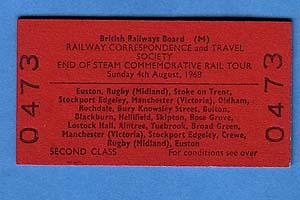 British Railways Board (M)
RAILWAY CORRESPONDENCE and TRAVEL
SOCIETY
END OF STEAM COMMEMORATIVE RAIL TOUR
Sunday 4th August, 1968
Euston, Rugby (Midland), Stoke on Trent,
Stockport Edgeley, Manchester (Victoria), Oldham,
Rochdale, Bury Knowsley Street, Bolton,
Blackburn, Hellifield, Skipton, Rose Grove,
Lostock Hall, Aintree, Tuebrook, Broad Green,
Manchester (Victoria), Stockport Edgeley, Crewe,
Rugby (Midland), Euston
SECOND CLASS For conditions see over
0473
0473